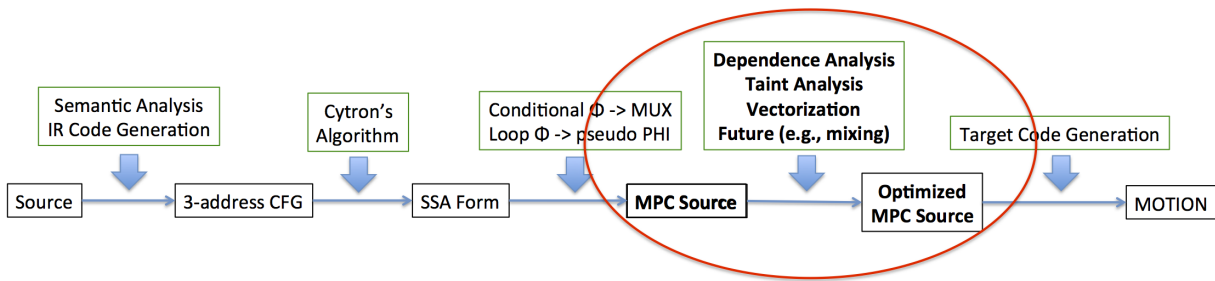 Semantic Analysis
IR Code Generation
Cytron's
Algorithm
Conditional Φ -> MUX
Loop Φ -> pseudo PHI
Dependence Analysis
Taint Analysis
Vectorization
Future (e.g., mixing)
Target Code Generation
Source
3-address CFG
SSA Form
MPC Source
Optimized
MPC Source
MOTION